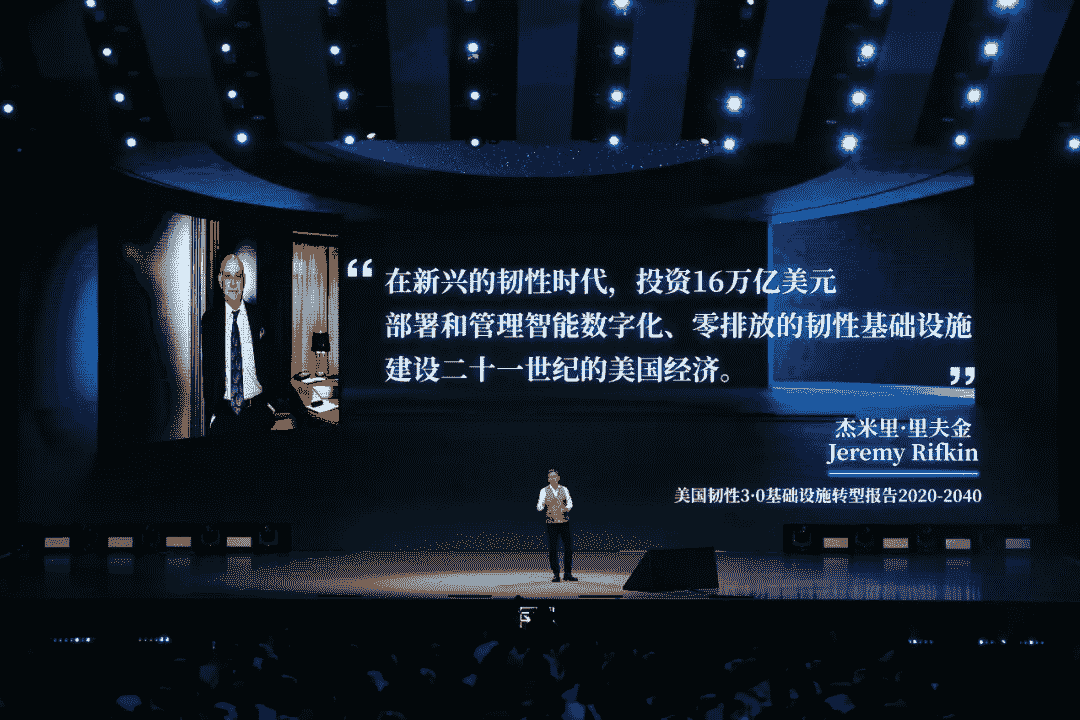 “在新兴的韧性时代，投资16万亿美元
部署和管理智能数字化、零排放的韧性基础设施
建设二十一世纪的美国经济。”
杰米里·里夫金
Jeremy Rifkin
美国韧性3·0基础设施转型报告2020-2040